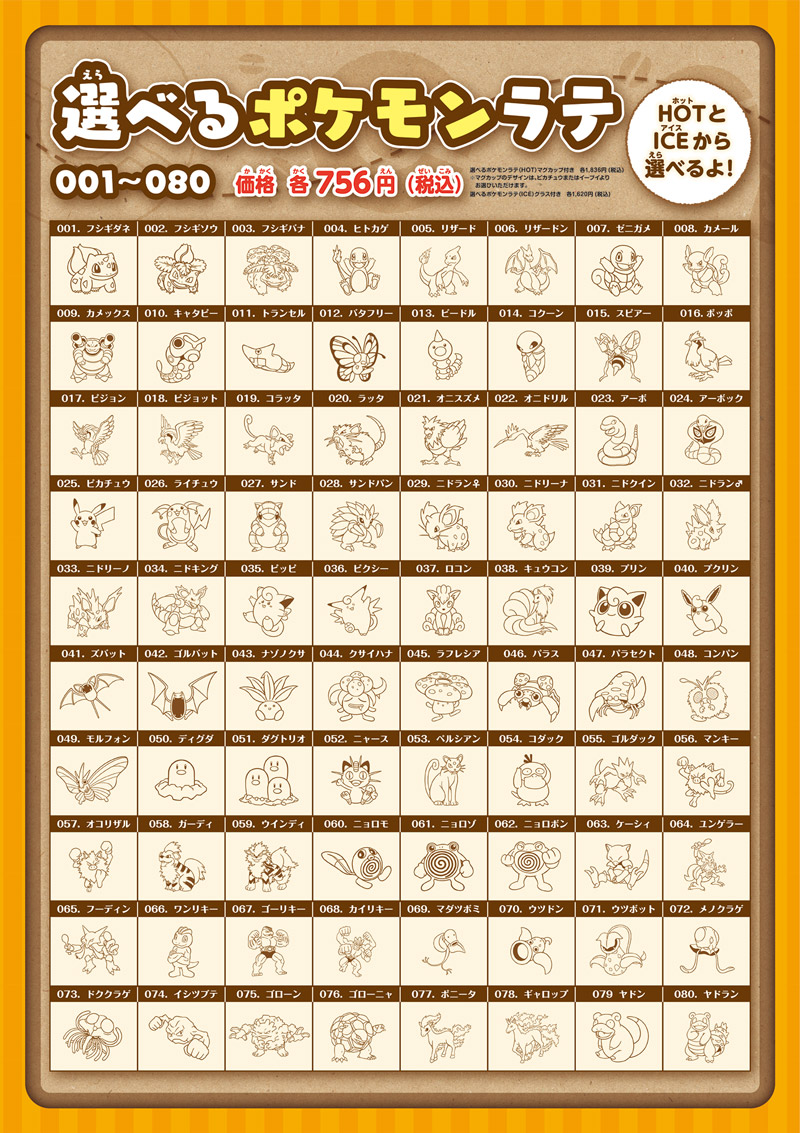 えら
選べるポケモンラテ
ホット
HOTと
アイス
ICEから
えら
選べるよ!
001〜080
かかく かく えん ぜいこみ
価格 各756円 (税込)
選べるポケモンラテ(HOT)マグカップ付き 各1,836円(税込)
※マグカップのデザインは、ピカチュウまたはイーブイより
お選びいただけます。
選べるポケモンラテ(ICE)グラス付き 各1,620円(税込)
001. フシギダネ 002. フシギソウ 003. フシギバナ 004. ヒトカゲ 005. リザード 006. リザードン 007. ゼニガメ 008. カメール
009. カメックス 010. キャタピー 011. トランセル 012. バタフリー 013. ビードル 014. コクーン 015. スピアー 016. ポッポ
017. ピジョン 018. ピジョット 019. コラッタ 020. ラッタ 021. オニスズメ 022. オニドリル 023. アーボ 024. アーボック
025. ピカチュウ 026. ライチュウ 027. サンド 028. サンドパン 029. ニドラン♀ 030. ニドリーナ 031. ニドクイン 032. ニドラン♂
033. ニドリーノ 034. ニドキング 035. ピッピ 036. ピクシー 037. ロコン 038. キュウコン 039. プリン 040. プクリン
041. ズバット 042. ゴルバット 043. ナゾノクサ 044. クサイハナ 045. ラフレシア 046. パラス 047. パラセクト 048. コンパン
049. モルフォン 050. ディグダ 051. ダグトリオ 052. ニャース 053. ペルシアン 054. コダック 055. ゴルダック 056. マンキー
057. オコリザル 058. ガーディ 059. ウインディ 060. ニョロモ 061. ニョロゾ 062. ニョロボン 063. ケーシィ 064. ユンゲラー
065. フーディン 066. ワンリキー 067. ゴーリキー 068. カイリキー 069. マダツボミ 070. ウツドン 071. ウツボット 072. メノクラゲ
073. ドククラゲ 074. イシツブテ 075. ゴローン 076. ゴローニャ 077. ポニータ 078. ギャロップ 079 ヤドン 080. ヤドラン